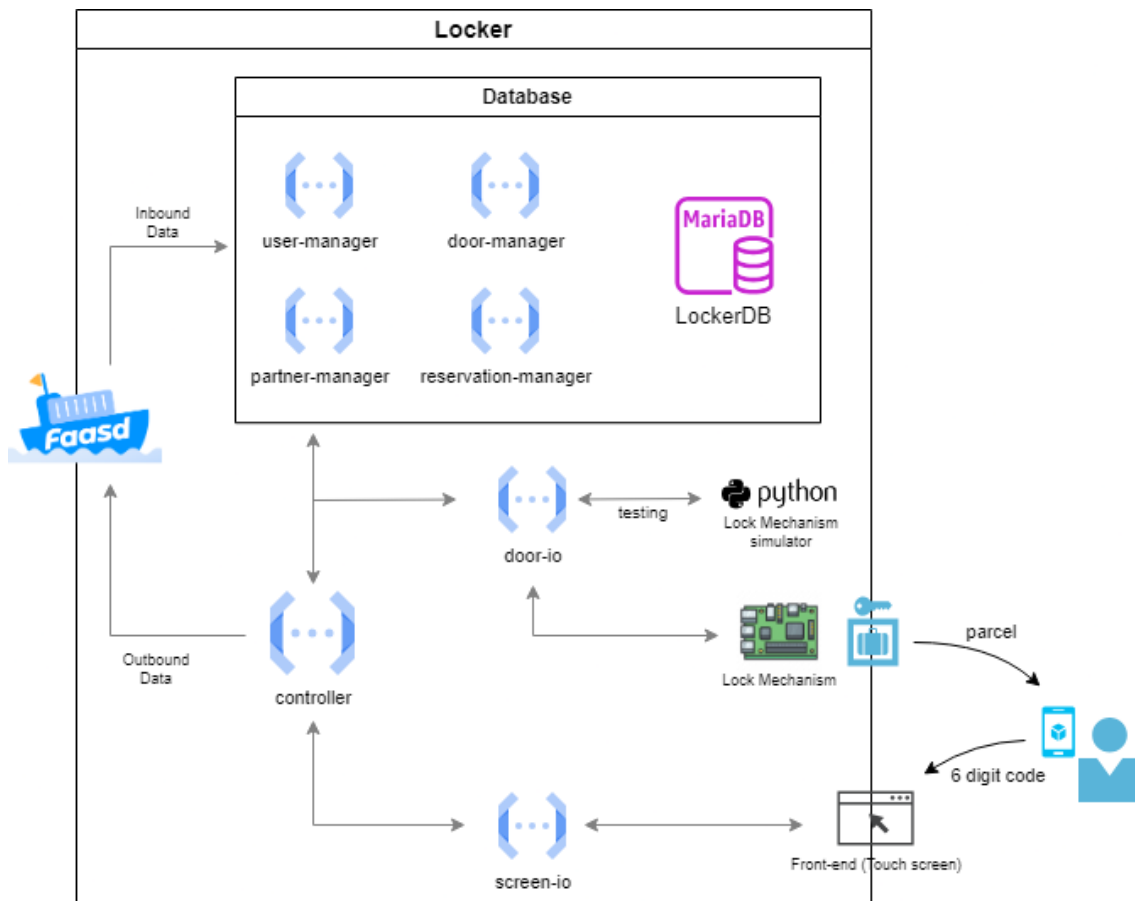 Locker
Database
Inbound
Data
user-manager
door-manager
MariaDB
LockerDB
partner-manager
reservation-manager
Faasd
door-io
testing
python
Lock Mechanism
simulator
Outbound
Data
controller
Lock Mechanism
parcel
6 digit code
screen-io
Front-end (Touch screen)